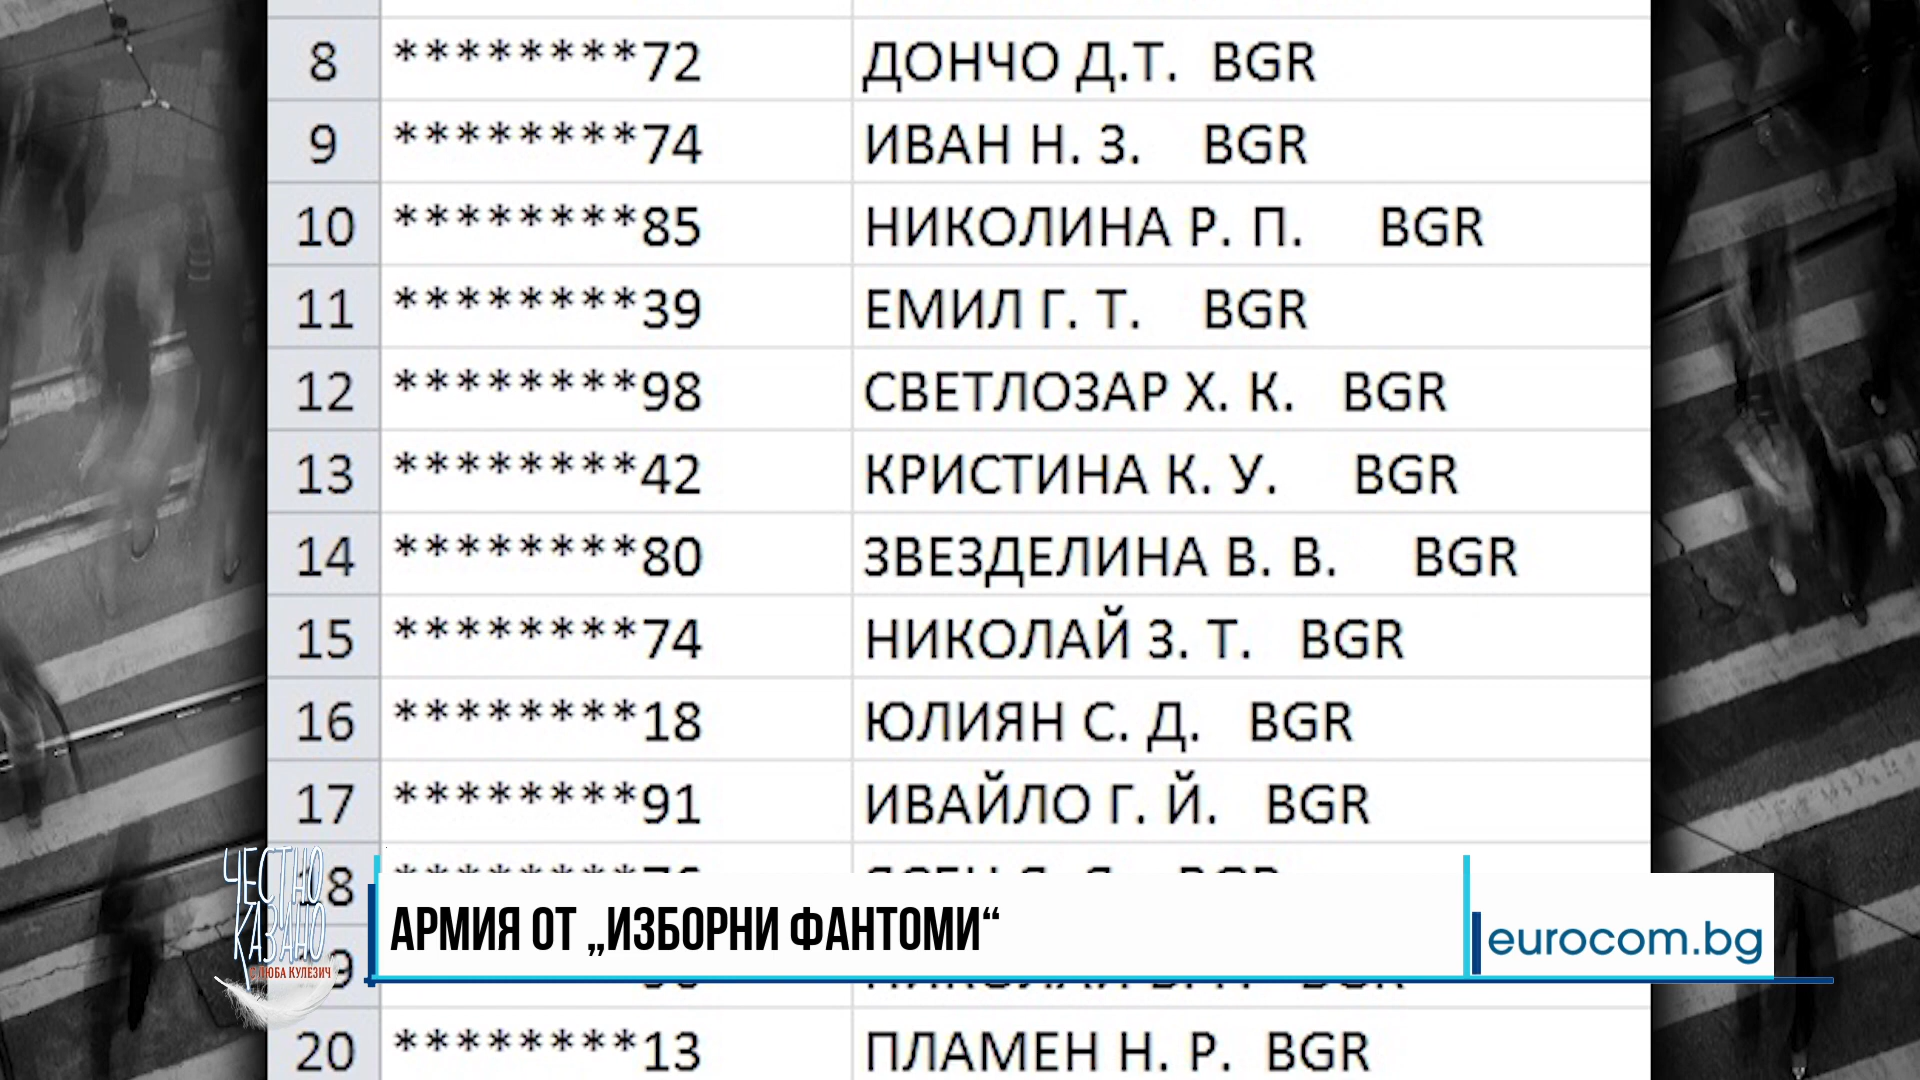 8 ********72 ДОНЧО Д.Т. BGR
9 ********74 ИВАН Н. З. BGR
10 ********85 НИКОЛИНА Р. П. BGR
11 ********39 ЕМИЛ Г. Т. BGR
12 ********98 СВЕТЛОЗАР Х. К. BGR
13 ********42 КРИСТИНА К. У. BGR
14 ********80 ЗВЕЗДЕЛИНА В. В. BGR
15 ********74 НИКОЛАЙ З. Т. BGR
16 ********18 ЮЛИЯН С. Д. BGR
17 ********91 ИВАЙЛО Г. Й. BGR
ЧЕСТНО
КАЗАНО
С ЛЮБА КУЛЕЗИЧ
АРМИЯ ОТ „ИЗБОРНИ ФАНТОМИ“
eurocom.bg
20 ********13 ПЛАМЕН Н. Р. BGR